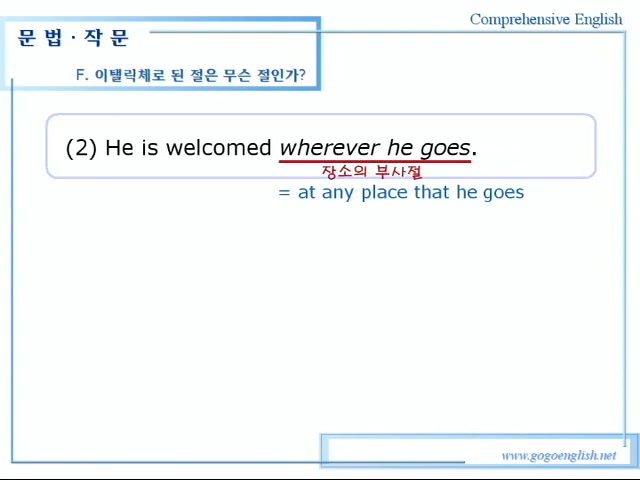 Comprehensive English
문 법 · 작 문
F. 이탤릭체로 된 절은 무슨 절인가?
(2) He is welcomed wherever he goes.
장소의 부사절
= at any place that he goes
www.gogoenglish.net